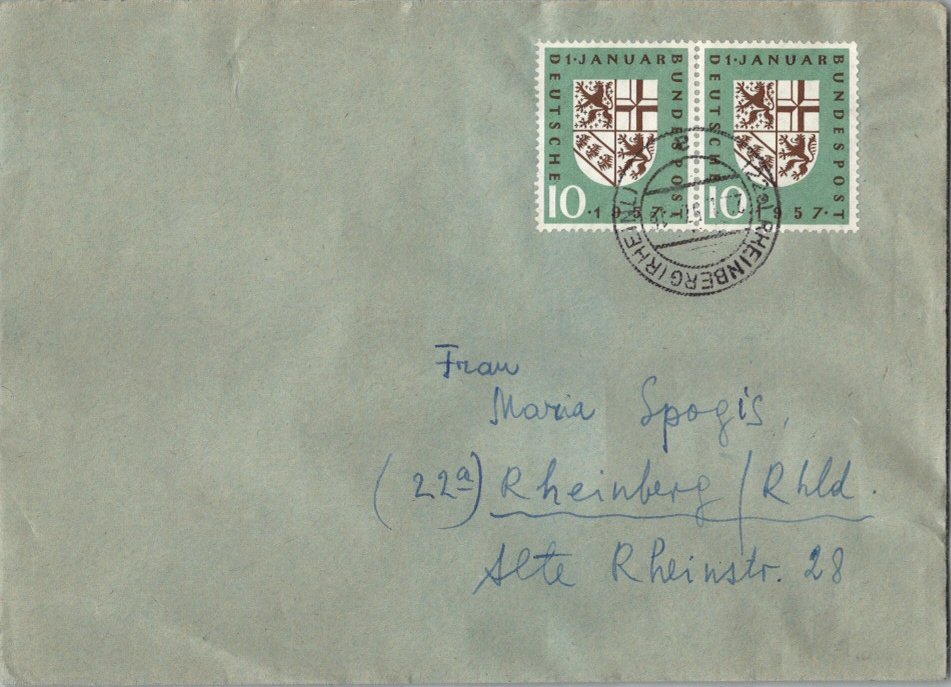 DEUTSCHE 1·JANUAR BUNDESPOST
10 ·1957·
DEUTSCHE 1·JANUAR BUNDESPOST
10 ·1957·
RHEINBERG (RHEINL)
Frau
Maria Spogis,
(22a) Rheinberg / Rhld.
Alte Rheinstr. 28